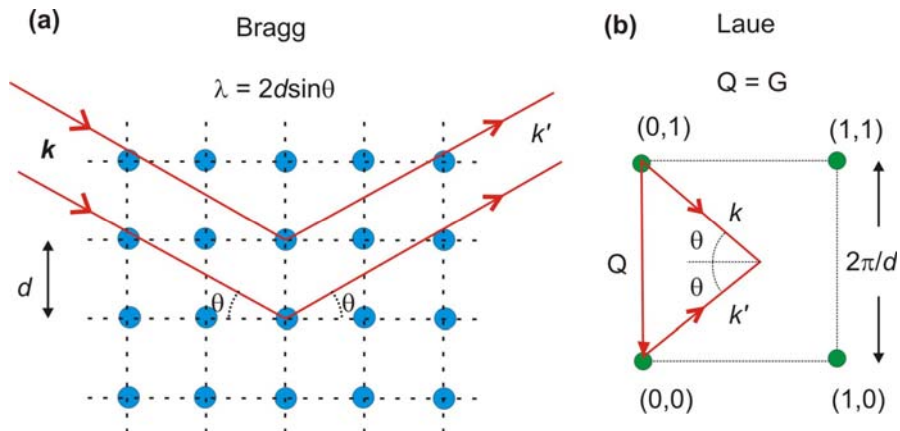 (a)
Bragg
λ = 2dsinθ
k
k'
d
θ
θ
(b)
Laue
Q = G
(0,1)
(1,1)
k
θ
Q
θ
2π/d
k'
(0,0)
(1,0)